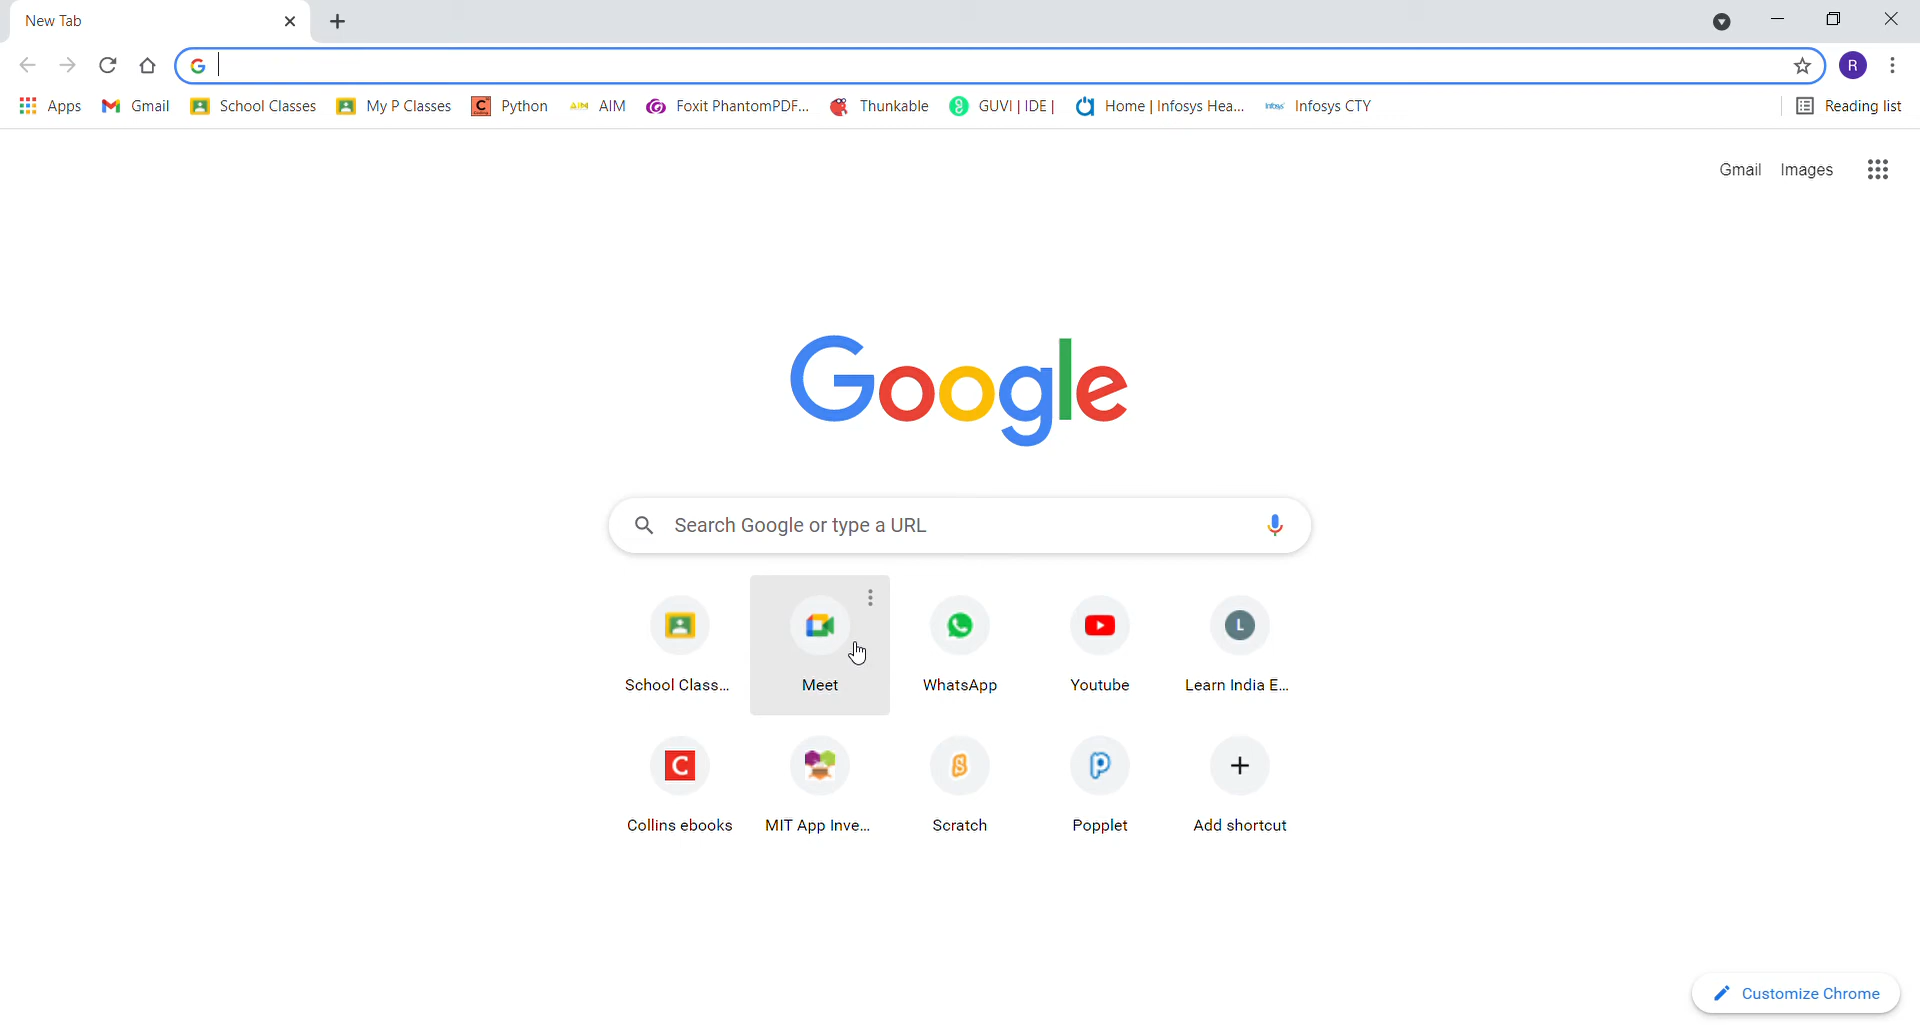 New Tab
R
Apps Gmail School Classes My P Classes Python AIM Foxit PhantomPDF... Thunkable GUVI | IDE | Home | Infosys Hea... Infosys CTY Reading list
Gmail Images
Google
Search Google or type a URL
School Class... Meet WhatsApp Youtube Learn India E...
Collins ebooks MIT App Inve... Scratch Popplet Add shortcut
Customize Chrome